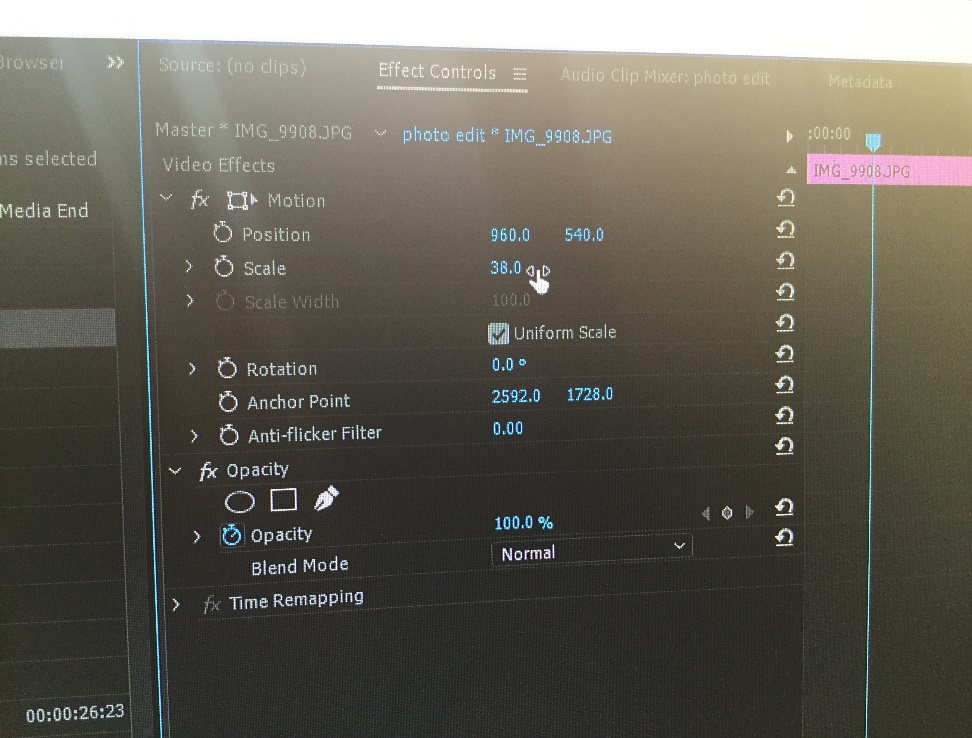 Browser
Source: (no clips) Effect Controls Audio Clip Mixer: photo edit Metadata
Master * IMG_9908.JPG photo edit * IMG_9908.JPG :00:00
ms selected
Video Effects IMG_9908.JPG
Media End
fx Motion
Position 960.0 540.0
Scale 38.0
Scale Width 100.0
Uniform Scale
Rotation 0.0 °
Anchor Point 2592.0 1728.0
Anti-flicker Filter 0.00
fx Opacity
Opacity 100.0 %
Blend Mode Normal
fx Time Remapping
00:00:26:23